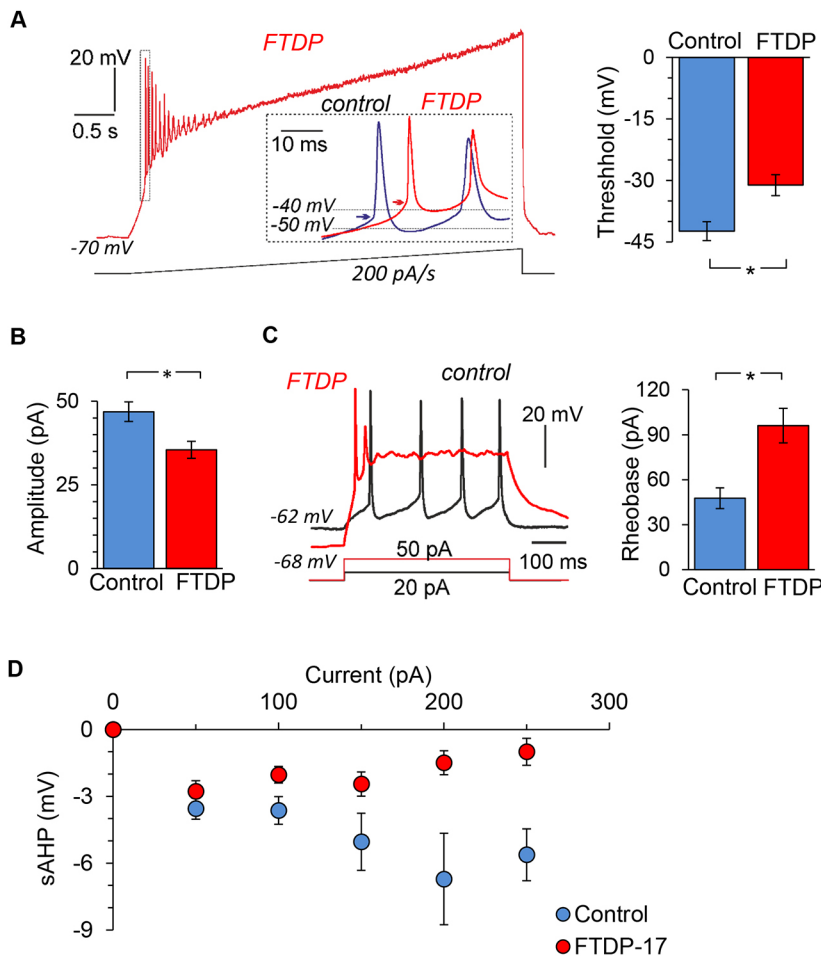 A
20 mV
0.5 s
FTDP
control
FTDP
10 ms
-40 mV
-50 mV
-70 mV
200 pA/s
Control FTDP
Threshhold (mV)
0
-15
-30
-45
*
B
*
Amplitude (pA)
50
25
0
Control FTDP
C
FTDP
control
20 mV
-62 mV
-68 mV
50 pA
20 pA
100 ms
*
Rheobase (pA)
120
90
60
30
0
Control FTDP
D
Current (pA)
0 100 200 300
sAHP (mV)
0
-3
-6
-9
Control
FTDP-17